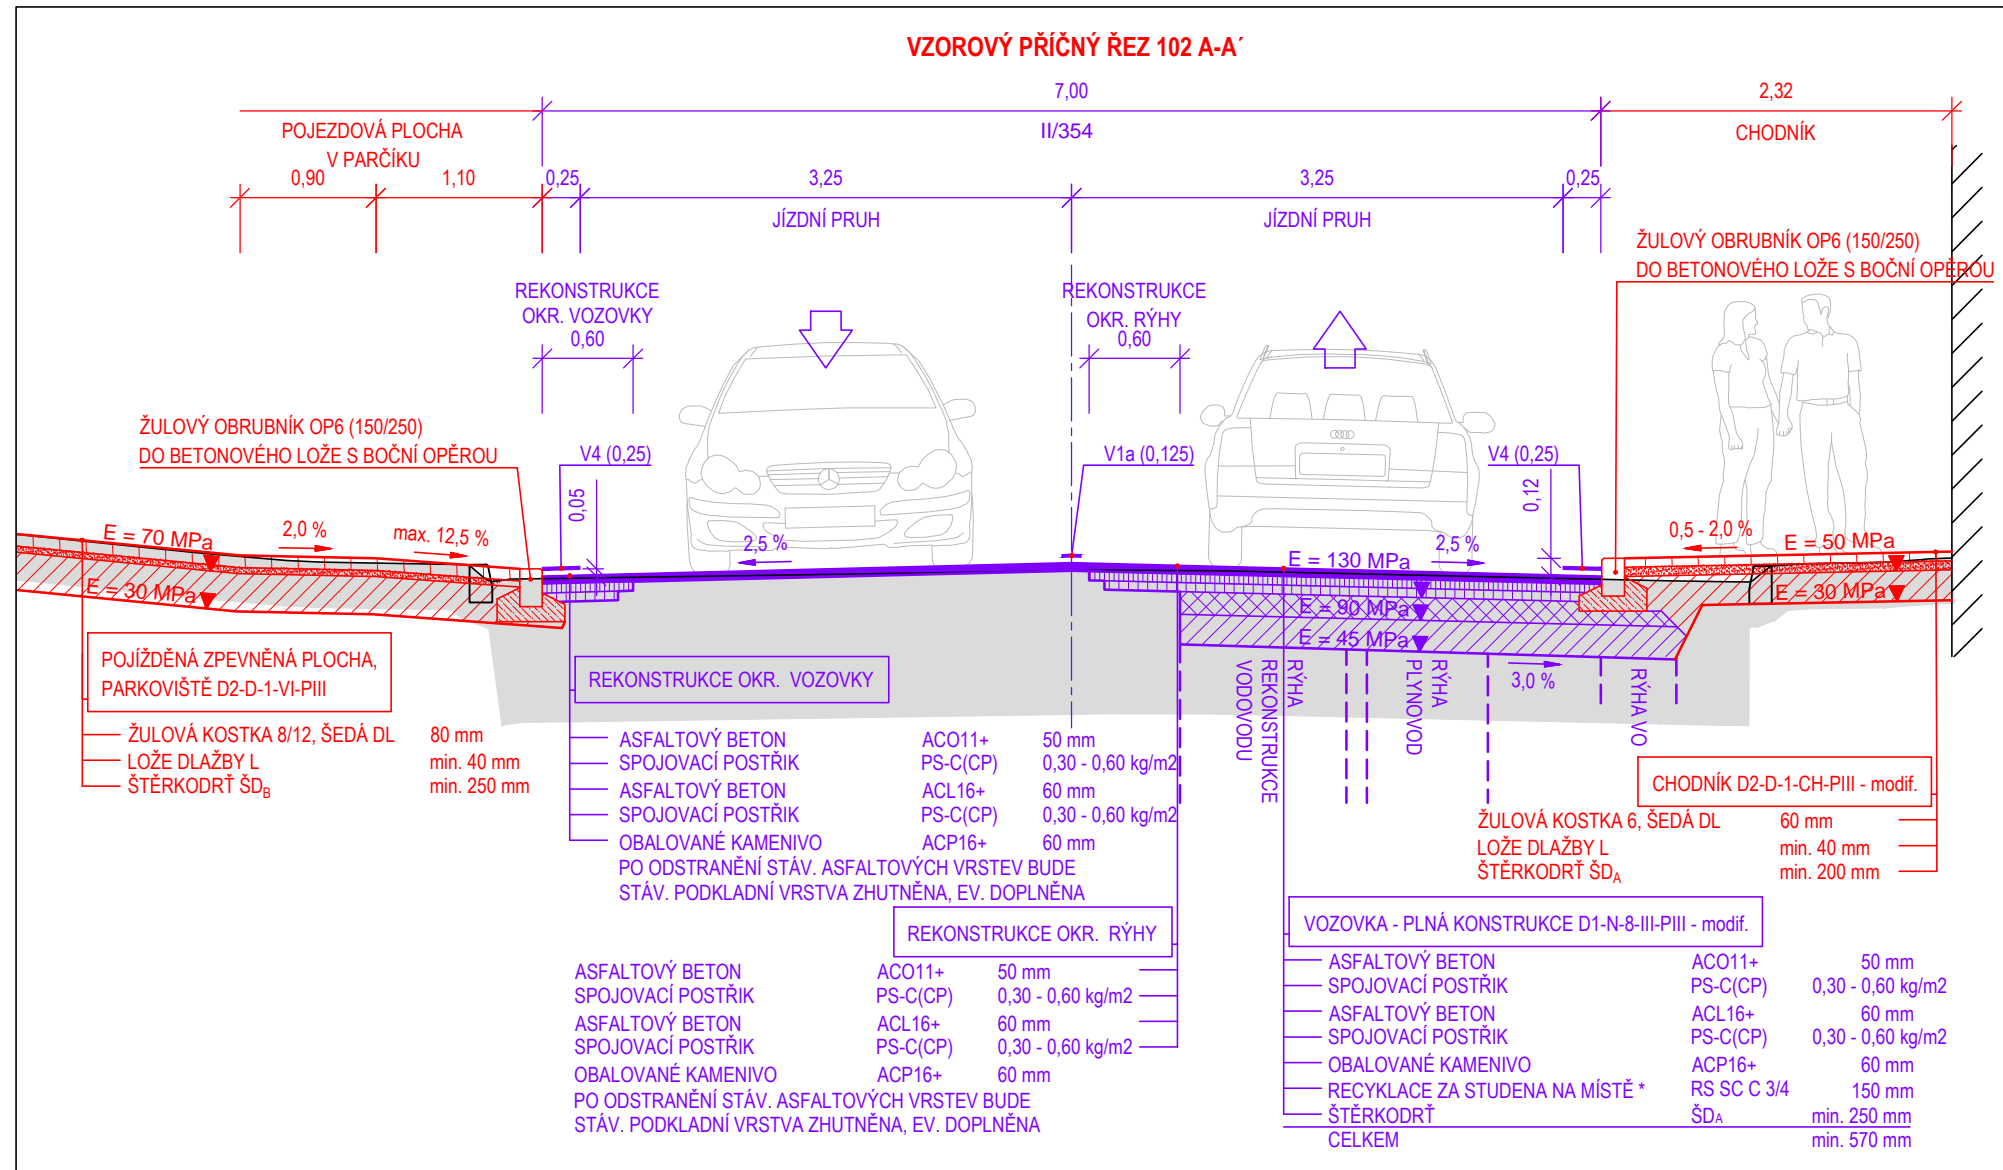 VZOROVÝ PŘÍČNÝ ŘEZ 102 A-A´
7,00
2,32
II/354
POJEZDOVÁ PLOCHA
V PARČÍKU
CHODNÍK
0,90
1,10
0,25
3,25
3,25
0,25
JÍZDNÍ PRUH
JÍZDNÍ PRUH
ŽULOVÝ OBRUBNÍK OP6 (150/250)
DO BETONOVÉHO LOŽE S BOČNÍ OPĚROU
REKONSTRUKCE
OKR. VOZOVKY
0,60
REKONSTRUKCE
OKR. RÝHY
0,60
ŽULOVÝ OBRUBNÍK OP6 (150/250)
DO BETONOVÉHO LOŽE S BOČNÍ OPĚROU
V4 (0,25)
V1a (0,125)
V4 (0,25)
0,05
0,12
E = 70 MPa
2,0 %
max. 12,5 %
2,5 %
E = 130 MPa
2,5 %
0,5 - 2,0 %
E = 50 MPa
E = 30 MPa
E = 90 MPa
E = 30 MPa
E = 45 MPa
3,0 %
RÝHA
REKONSTRUKCE
VODOVODU
RÝHA
PLYNOVOD
RÝHA VO
POJÍŽDĚNÁ ZPEVNĚNÁ PLOCHA,
PARKOVIŠTĚ D2-D-1-VI-PIII
ŽULOVÁ KOSTKA 8/12, ŠEDÁ DL 80 mm
LOŽE DLAŽBY L min. 40 mm
ŠTĚRKODRŤ ŠDB min. 250 mm
REKONSTRUKCE OKR. VOZOVKY
ASFALTOVÝ BETON ACO11+ 50 mm
SPOJOVACÍ POSTŘIK PS-C(CP) 0,30 - 0,60 kg/m2
ASFALTOVÝ BETON ACL16+ 60 mm
SPOJOVACÍ POSTŘIK PS-C(CP) 0,30 - 0,60 kg/m2
OBALOVANÉ KAMENIVO ACP16+ 60 mm
PO ODSTRANĚNÍ STÁV. ASFALTOVÝCH VRSTEV BUDE
STÁV. PODKLADNÍ VRSTVA ZHUTNĚNA, EV. DOPLNĚNA
CHODNÍK D2-D-1-CH-PIII - modif.
ŽULOVÁ KOSTKA 6, ŠEDÁ DL 60 mm
LOŽE DLAŽBY L min. 40 mm
ŠTĚRKODRŤ ŠDA min. 200 mm
REKONSTRUKCE OKR. RÝHY
ASFALTOVÝ BETON ACO11+ 50 mm
SPOJOVACÍ POSTŘIK PS-C(CP) 0,30 - 0,60 kg/m2
ASFALTOVÝ BETON ACL16+ 60 mm
SPOJOVACÍ POSTŘIK PS-C(CP) 0,30 - 0,60 kg/m2
OBALOVANÉ KAMENIVO ACP16+ 60 mm
PO ODSTRANĚNÍ STÁV. ASFALTOVÝCH VRSTEV BUDE
STÁV. PODKLADNÍ VRSTVA ZHUTNĚNA, EV. DOPLNĚNA
VOZOVKA - PLNÁ KONSTRUKCE D1-N-8-III-PIII - modif.
ASFALTOVÝ BETON ACO11+ 50 mm
SPOJOVACÍ POSTŘIK PS-C(CP) 0,30 - 0,60 kg/m2
ASFALTOVÝ BETON ACL16+ 60 mm
SPOJOVACÍ POSTŘIK PS-C(CP) 0,30 - 0,60 kg/m2
OBALOVANÉ KAMENIVO ACP16+ 60 mm
RECYKLACE ZA STUDENA NA MÍSTĚ * RS SC C 3/4 150 mm
ŠTĚRKODRŤ ŠDA min. 250 mm
CELKEM min. 570 mm